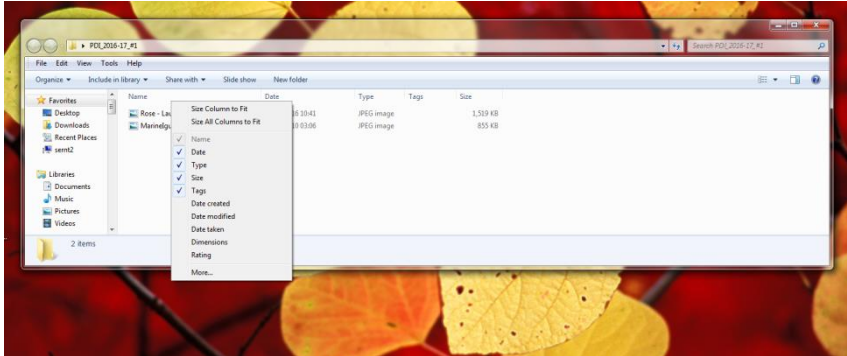 PDI_2016-17_#1
Search PDI_2016-17_#1
File Edit View Tools Help
Organize Include in library Share with Slide show New folder
Favorites
Desktop
Downloads
Recent Places
semt2
Libraries
Documents
Music
Pictures
Videos
Name Date Type Tags Size
Rose - Lau 16 10:41 JPEG image 1,519 KB
Marinelgu 10 03:06 JPEG image 855 KB
Size Column to Fit
Size All Columns to Fit
Name
Date
Type
Size
Tags
Date created
Date modified
Date taken
Dimensions
Rating
More...
2 items